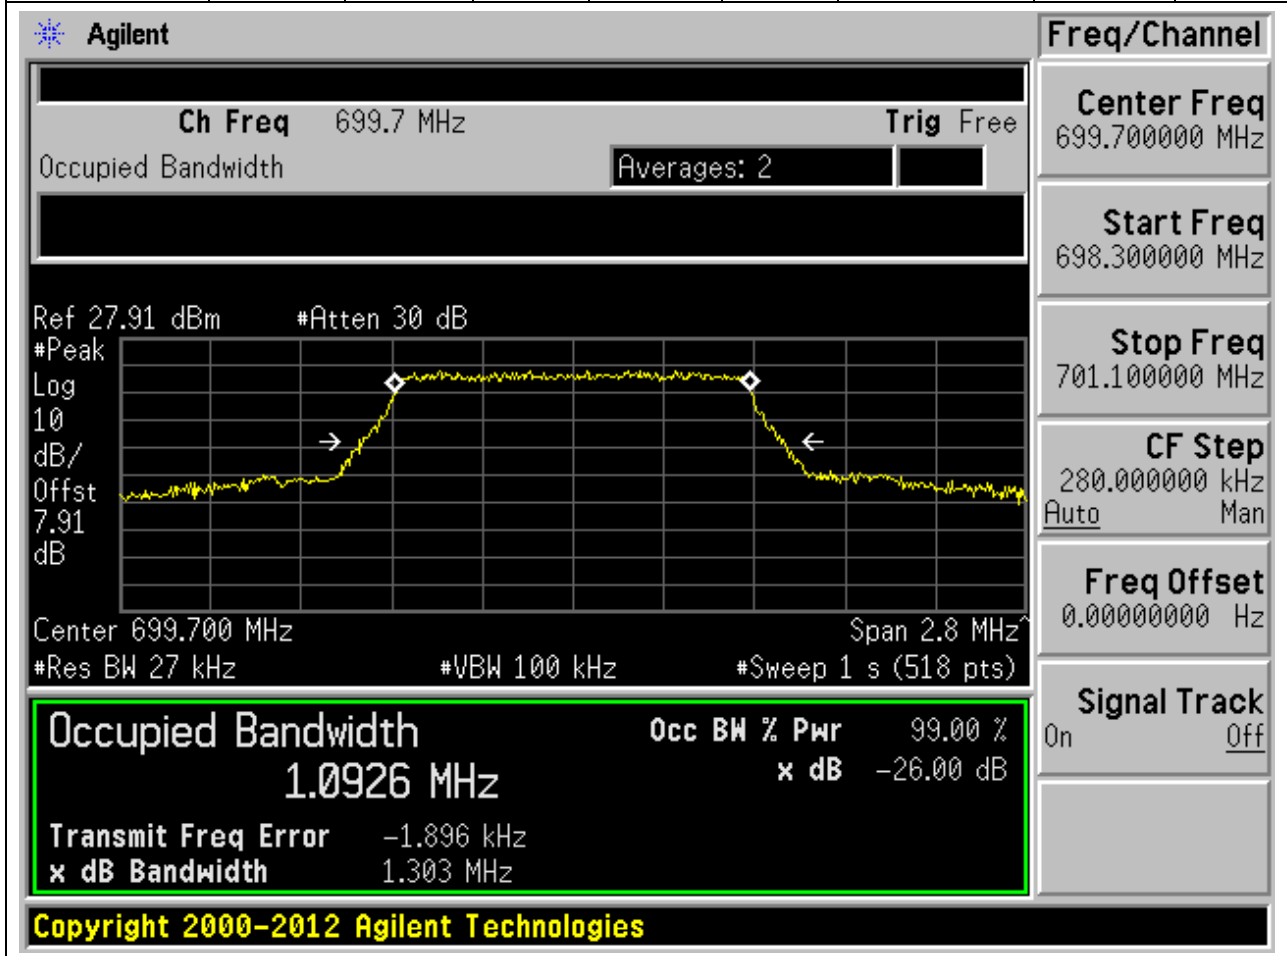 Agilent
Freq/Channel
Ch Freq 699.7 MHz Trig Free
Occupied Bandwidth Averages: 2
Center Freq
699.700000 MHz
Start Freq
698.300000 MHz
Stop Freq
701.100000 MHz
CF Step
280.000000 kHz
Auto Man
Freq Offset
0.00000000 Hz
Signal Track
On Off
Ref 27.91 dBm #Atten 30 dB
#Peak
Log
10
dB/
Offst
7.91
dB
Center 699.700 MHz Span 2.8 MHz^
#Res BW 27 kHz #VBW 100 kHz #Sweep 1 s (518 pts)
Occupied Bandwidth Occ BW % Pwr 99.00 %
1.0926 MHz x dB -26.00 dB
Transmit Freq Error -1.896 kHz
x dB Bandwidth 1.303 MHz
Copyright 2000-2012 Agilent Technologies